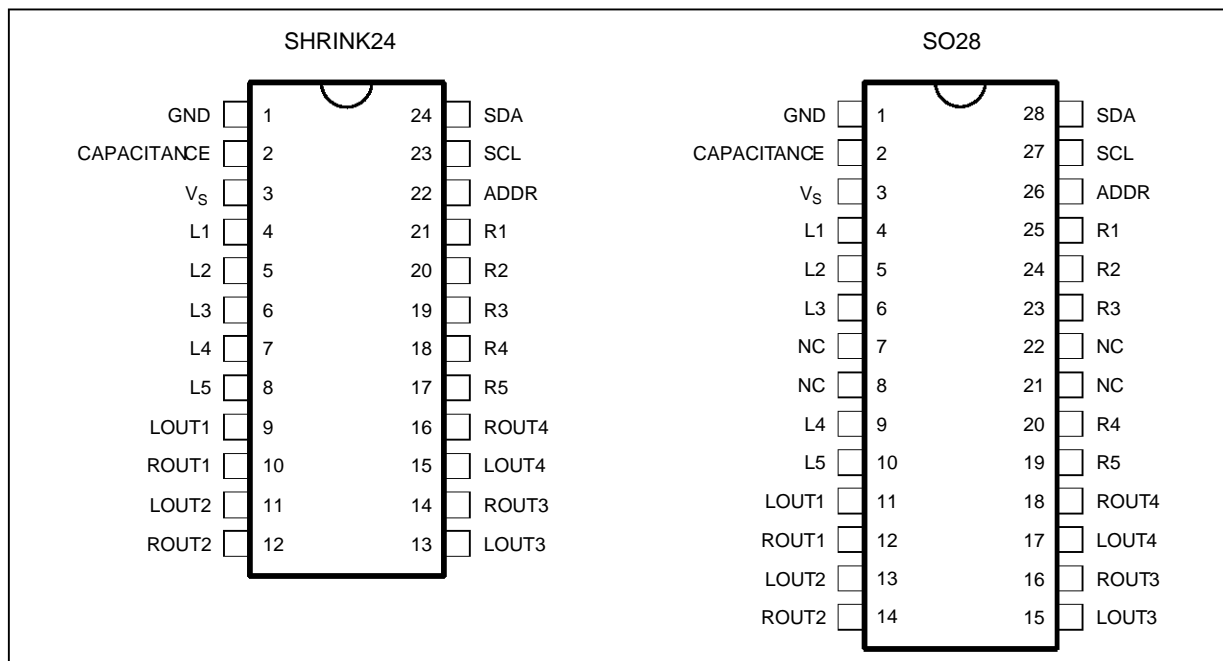 SHRINK24
GND 1 24 SDA
CAPACITANCE 2 23 SCL
VS 3 22 ADDR
L1 4 21 R1
L2 5 20 R2
L3 6 19 R3
L4 7 18 R4
L5 8 17 R5
LOUT1 9 16 ROUT4
ROUT1 10 15 LOUT4
LOUT2 11 14 ROUT3
ROUT2 12 13 LOUT3
SO28
GND 1 28 SDA
CAPACITANCE 2 27 SCL
VS 3 26 ADDR
L1 4 25 R1
L2 5 24 R2
L3 6 23 R3
NC 7 22 NC
NC 8 21 NC
L4 9 20 R4
L5 10 19 R5
LOUT1 11 18 ROUT4
ROUT1 12 17 LOUT4
LOUT2 13 16 ROUT3
ROUT2 14 15 LOUT3